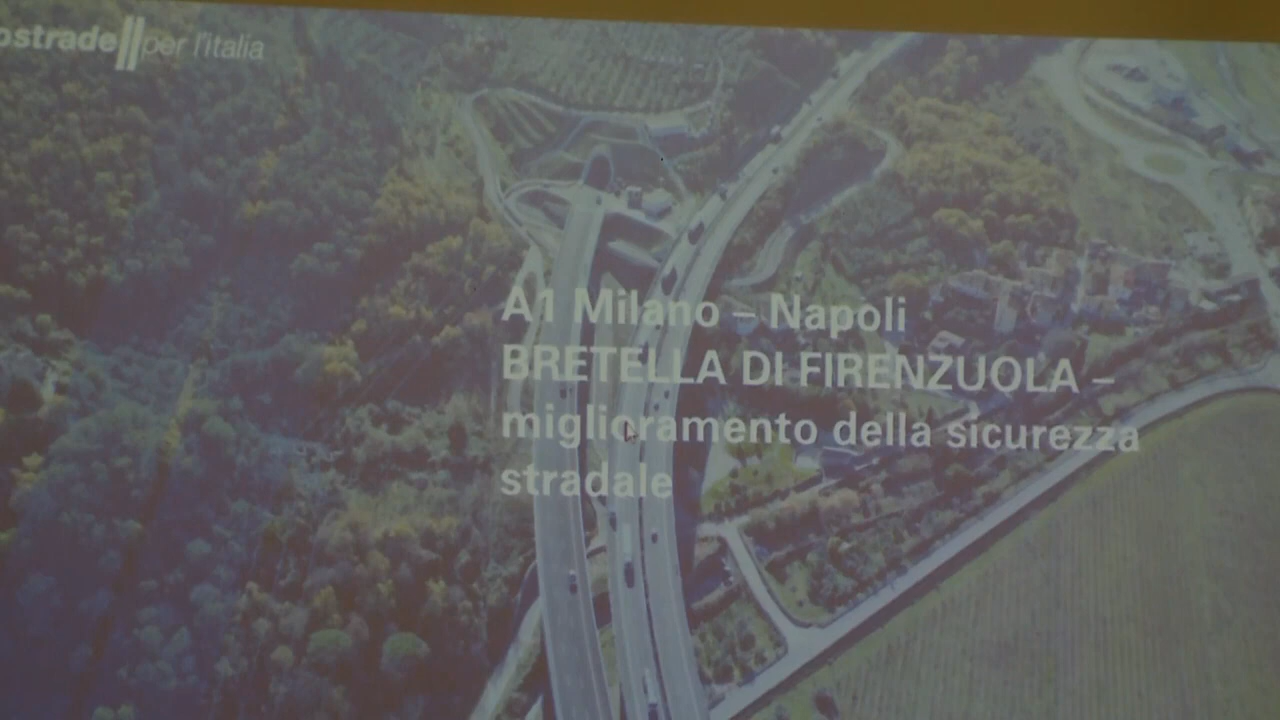 ostrade//per l'italia
A1 Milano – Napoli
BRETELLA DI FIRENZUOLA –
miglioramento della sicurezza
stradale